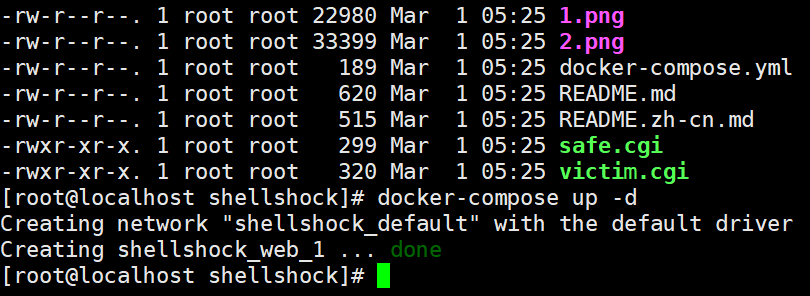 -rw-r--r--. 1 root root 22980 Mar  1 05:25 1.png
-rw-r--r--. 1 root root 33399 Mar  1 05:25 2.png
-rw-r--r--. 1 root root   189 Mar  1 05:25 docker-compose.yml
-rw-r--r--. 1 root root   620 Mar  1 05:25 README.md
-rw-r--r--. 1 root root   515 Mar  1 05:25 README.zh-cn.md
-rwxr-xr-x. 1 root root   299 Mar  1 05:25 safe.cgi
-rwxr-xr-x. 1 root root   320 Mar  1 05:25 victim.cgi
[root@localhost shellshock]# docker-compose up -d
Creating network "shellshock_default" with the default driver
Creating shellshock_web_1 ... done
[root@localhost shellshock]#